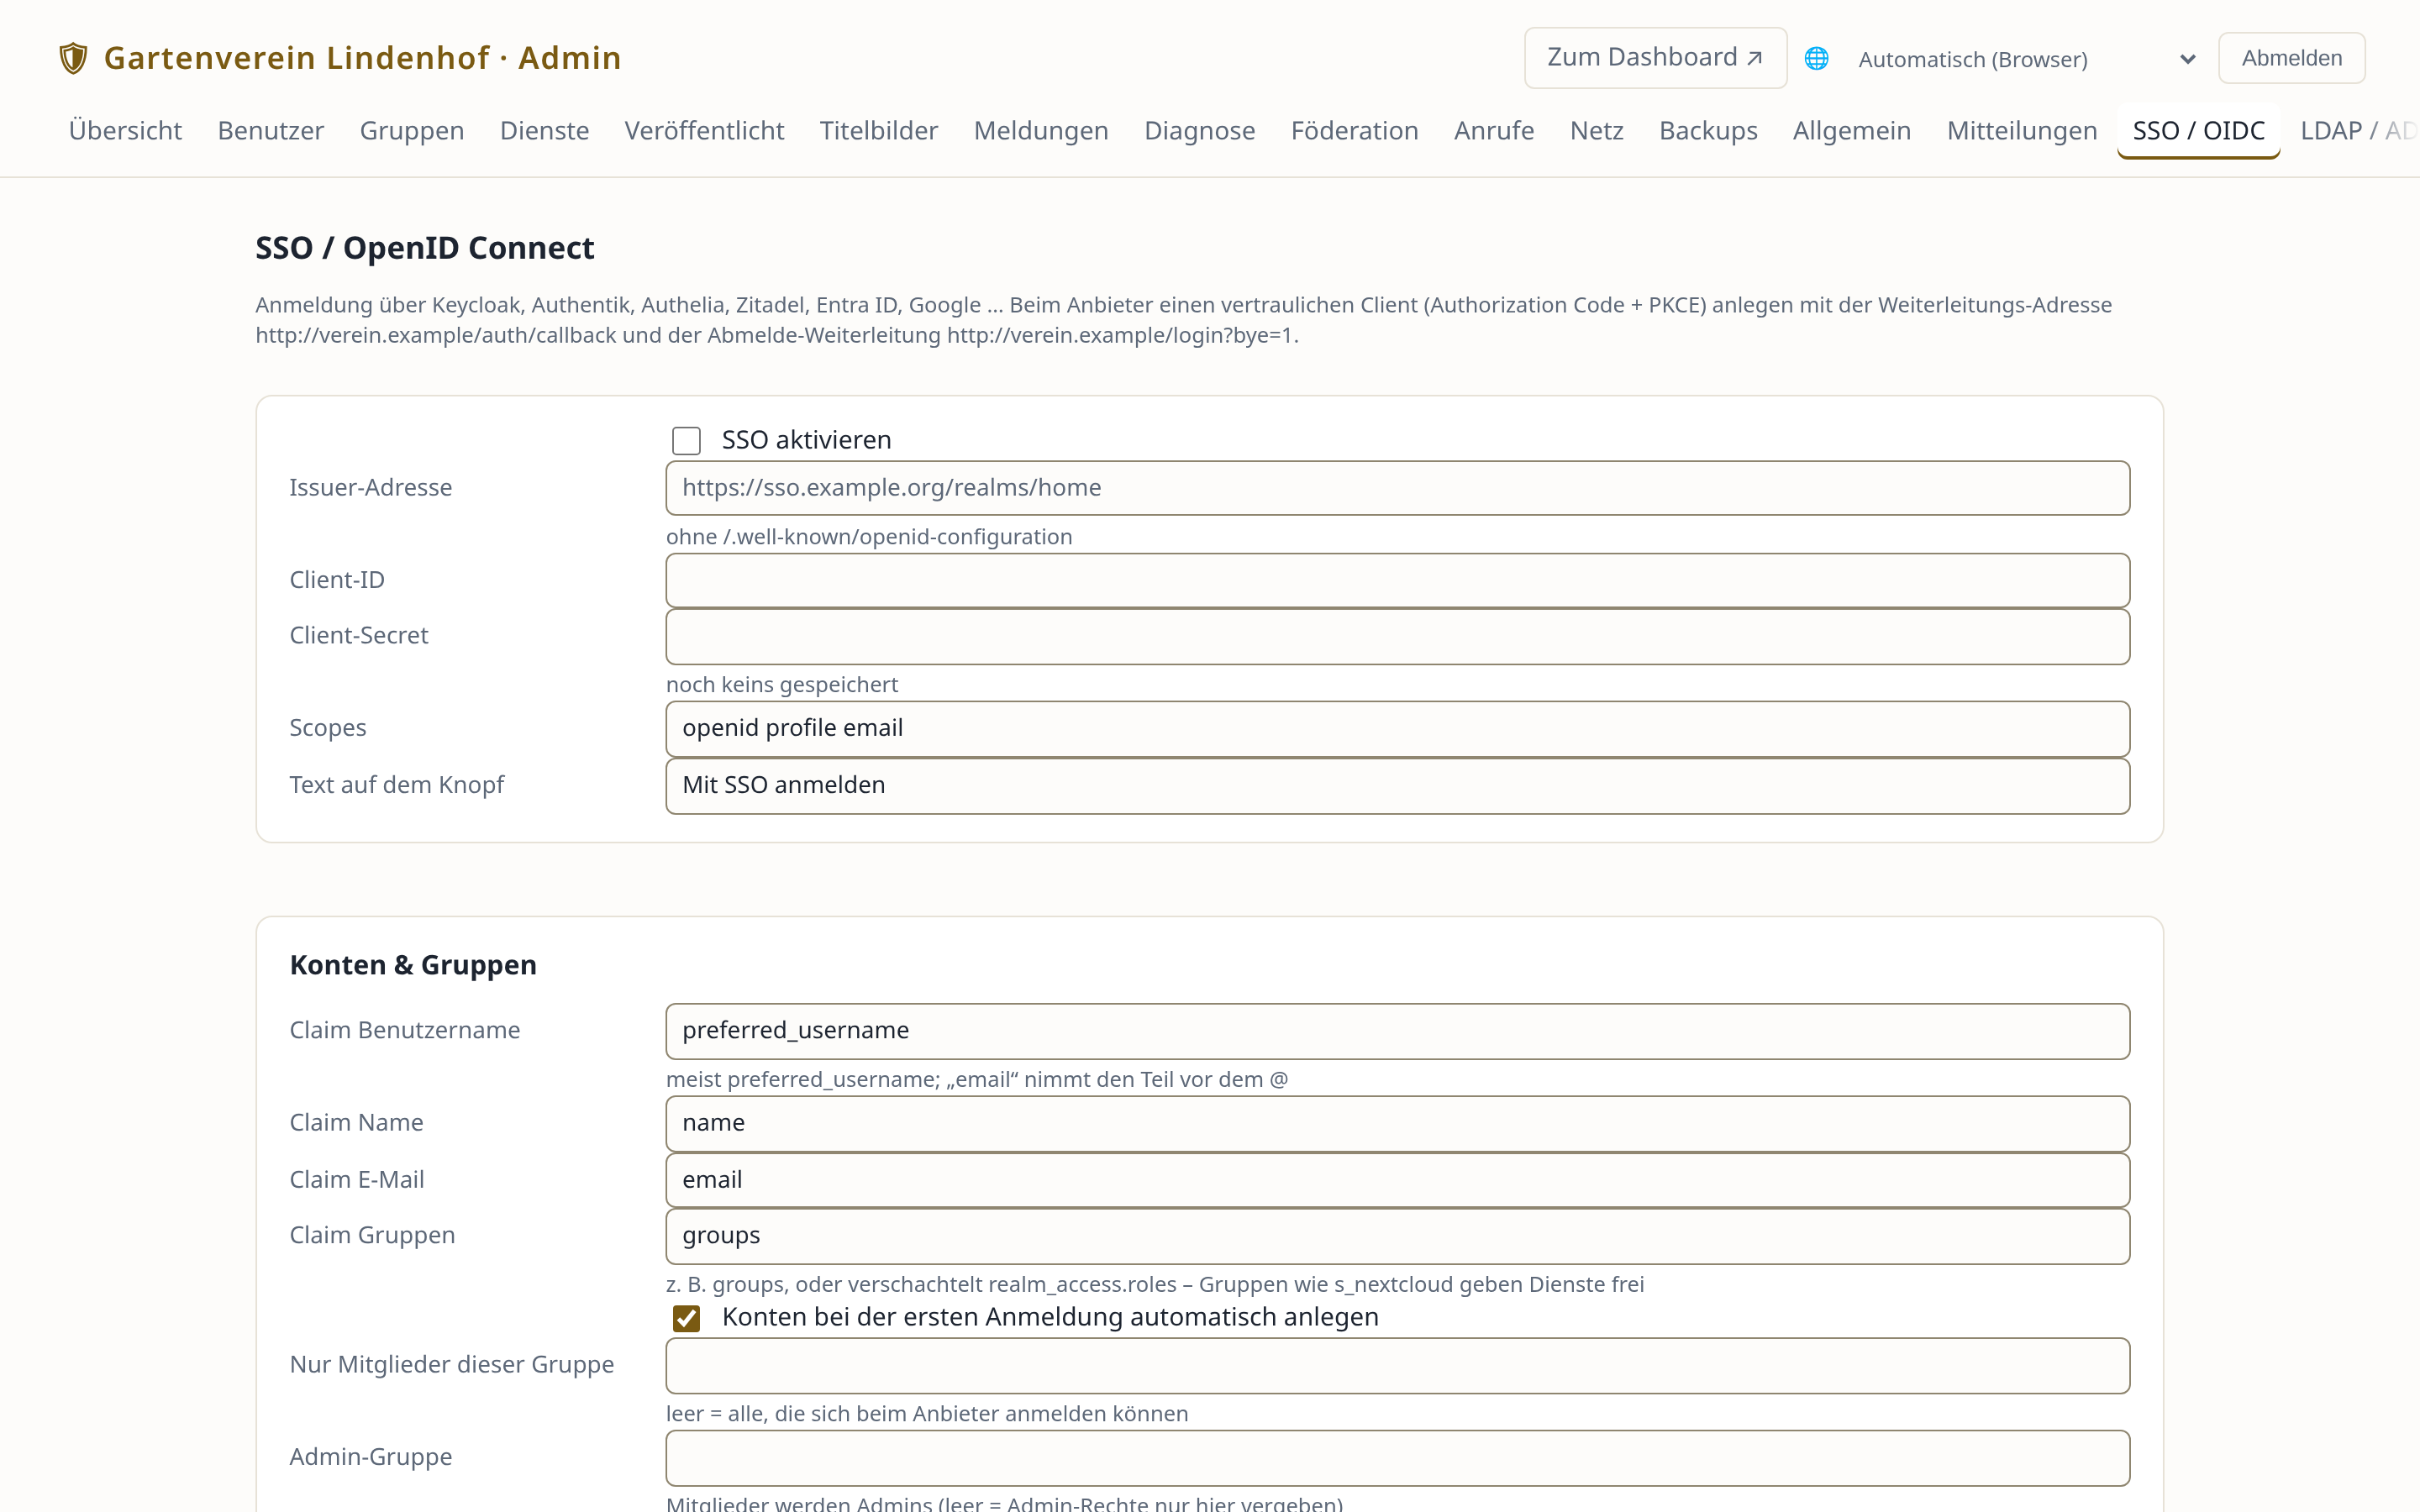 Gartenverein Lindenhof · Admin
Zum Dashboard ↗
Automatisch (Browser)
Abmelden
Übersicht
Benutzer
Gruppen
Dienste
Veröffentlicht
Titelbilder
Meldungen
Diagnose
Föderation
Anrufe
Netz
Backups
Allgemein
Mitteilungen
SSO / OIDC
LDAP / AD
SSO / OpenID Connect
Anmeldung über Keycloak, Authentik, Authelia, Zitadel, Entra ID, Google … Beim Anbieter einen vertraulichen Client (Authorization Code + PKCE) anlegen mit der Weiterleitungs-Adresse
http://verein.example/auth/callback und der Abmelde-Weiterleitung http://verein.example/login?bye=1.
SSO aktivieren
Issuer-Adresse
https://sso.example.org/realms/home
ohne /.well-known/openid-configuration
Client-ID
Client-Secret
noch keins gespeichert
Scopes
openid profile email
Text auf dem Knopf
Mit SSO anmelden
Konten & Gruppen
Claim Benutzername
preferred_username
meist preferred_username; „email“ nimmt den Teil vor dem @
Claim Name
name
Claim E-Mail
email
Claim Gruppen
groups
z. B. groups, oder verschachtelt realm_access.roles – Gruppen wie s_nextcloud geben Dienste frei
Konten bei der ersten Anmeldung automatisch anlegen
Nur Mitglieder dieser Gruppe
leer = alle, die sich beim Anbieter anmelden können
Admin-Gruppe
Mitglieder werden Admins (leer = Admin-Rechte nur hier vergeben)